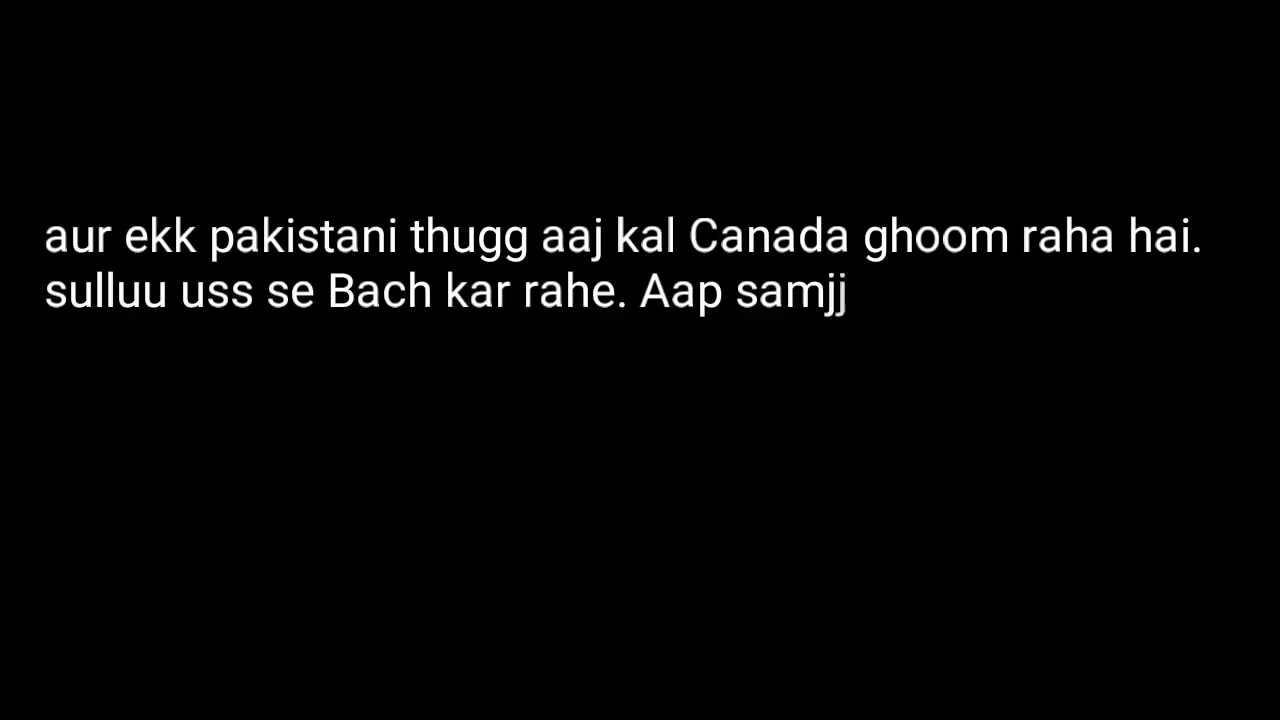 aur ekk pakistani thugg aaj kal Canada ghoom raha hai.
sulluu uss se Bach kar rahe. Aap samjj